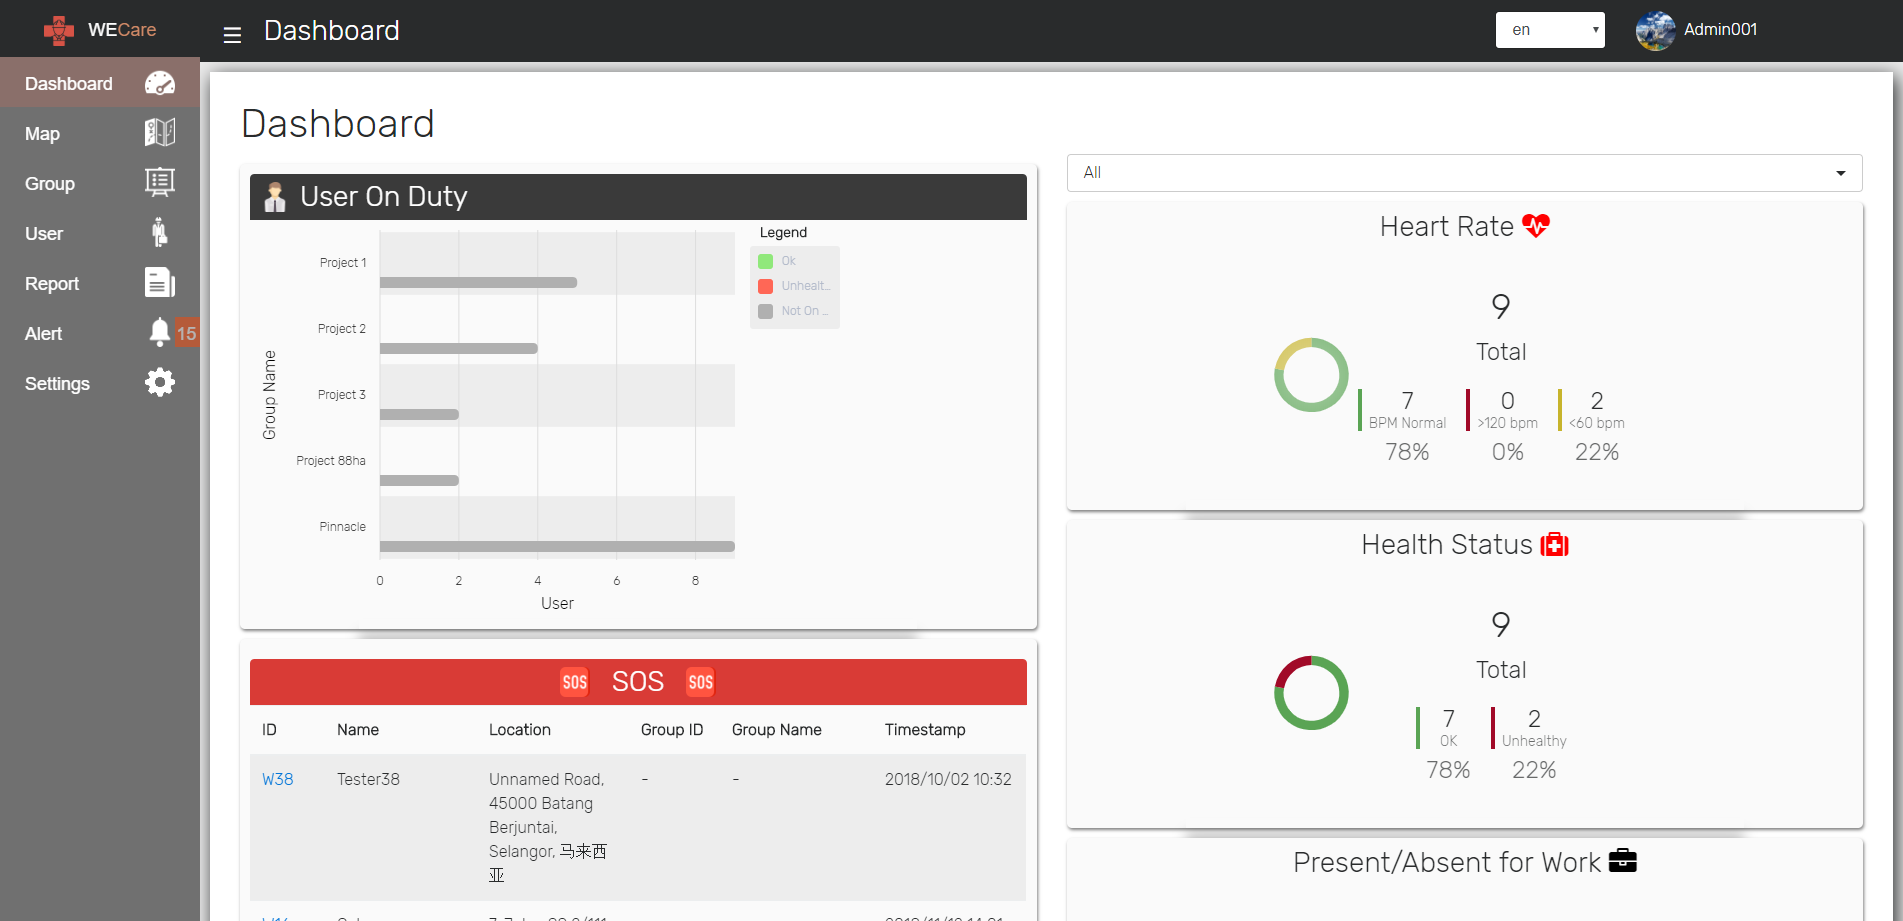 WECare
Dashboard
en
Admin001
Dashboard
Map
Group
User
Report
Alert
15
Settings
Dashboard
User On Duty
Legend
Ok
Unhealt...
Not On ...
Group Name
Project 1
Project 2
Project 3
Project 88ha
Pinnacle
0 2 4 6 8
User
SOS SOS SOS
ID Name Location Group ID Group Name Timestamp
W38 Tester38 Unnamed Road, - - 2018/10/02 10:32
45000 Batang
Berjuntai,
Selangor, 马来西
亚
All
Heart Rate
9
Total
7 0 2
BPM Normal >120 bpm <60 bpm
78% 0% 22%
Health Status
9
Total
7 2
OK Unhealthy
78% 22%
Present/Absent for Work